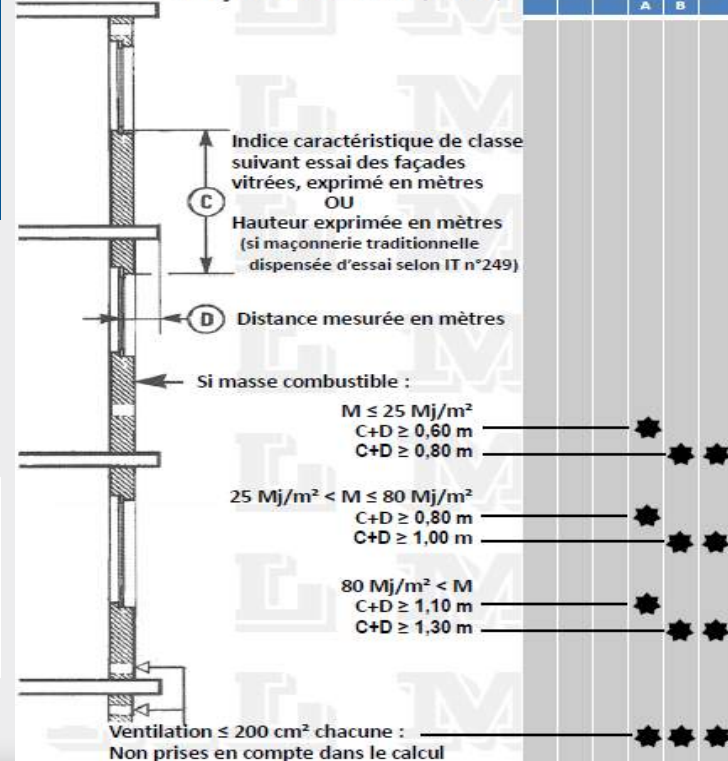 A B
Indice caractéristique de classe
suivant essai des façades
vitrées, exprimé en mètres
OU
Hauteur exprimée en mètres
(si maçonnerie traditionnelle
dispensée d'essai selon IT n°249)
C
D Distance mesurée en mètres
Si masse combustible :
M ≤ 25 Mj/m²
C+D ≥ 0,60 m
C+D ≥ 0,80 m
25 Mj/m² < M ≤ 80 Mj/m²
C+D ≥ 0,80 m
C+D ≥ 1,00 m
80 Mj/m² < M
C+D ≥ 1,10 m
C+D ≥ 1,30 m
Ventilation ≤ 200 cm² chacune :
Non prises en compte dans le calcul